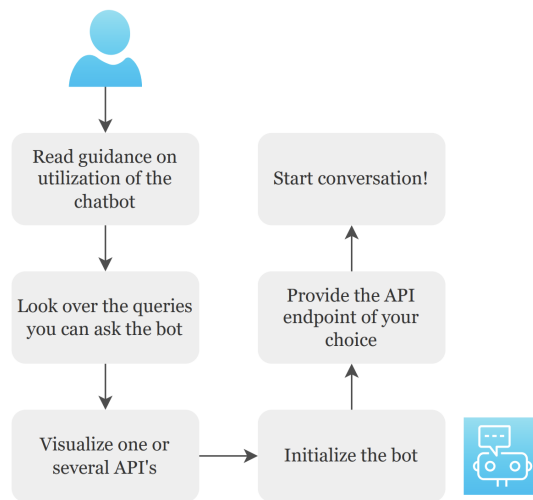 Read guidance on
utilization of the
chatbot
Look over the queries
you can ask the bot
Visualize one or
several API's
Initialize the bot
Provide the API
endpoint of your
choice
Start conversation!